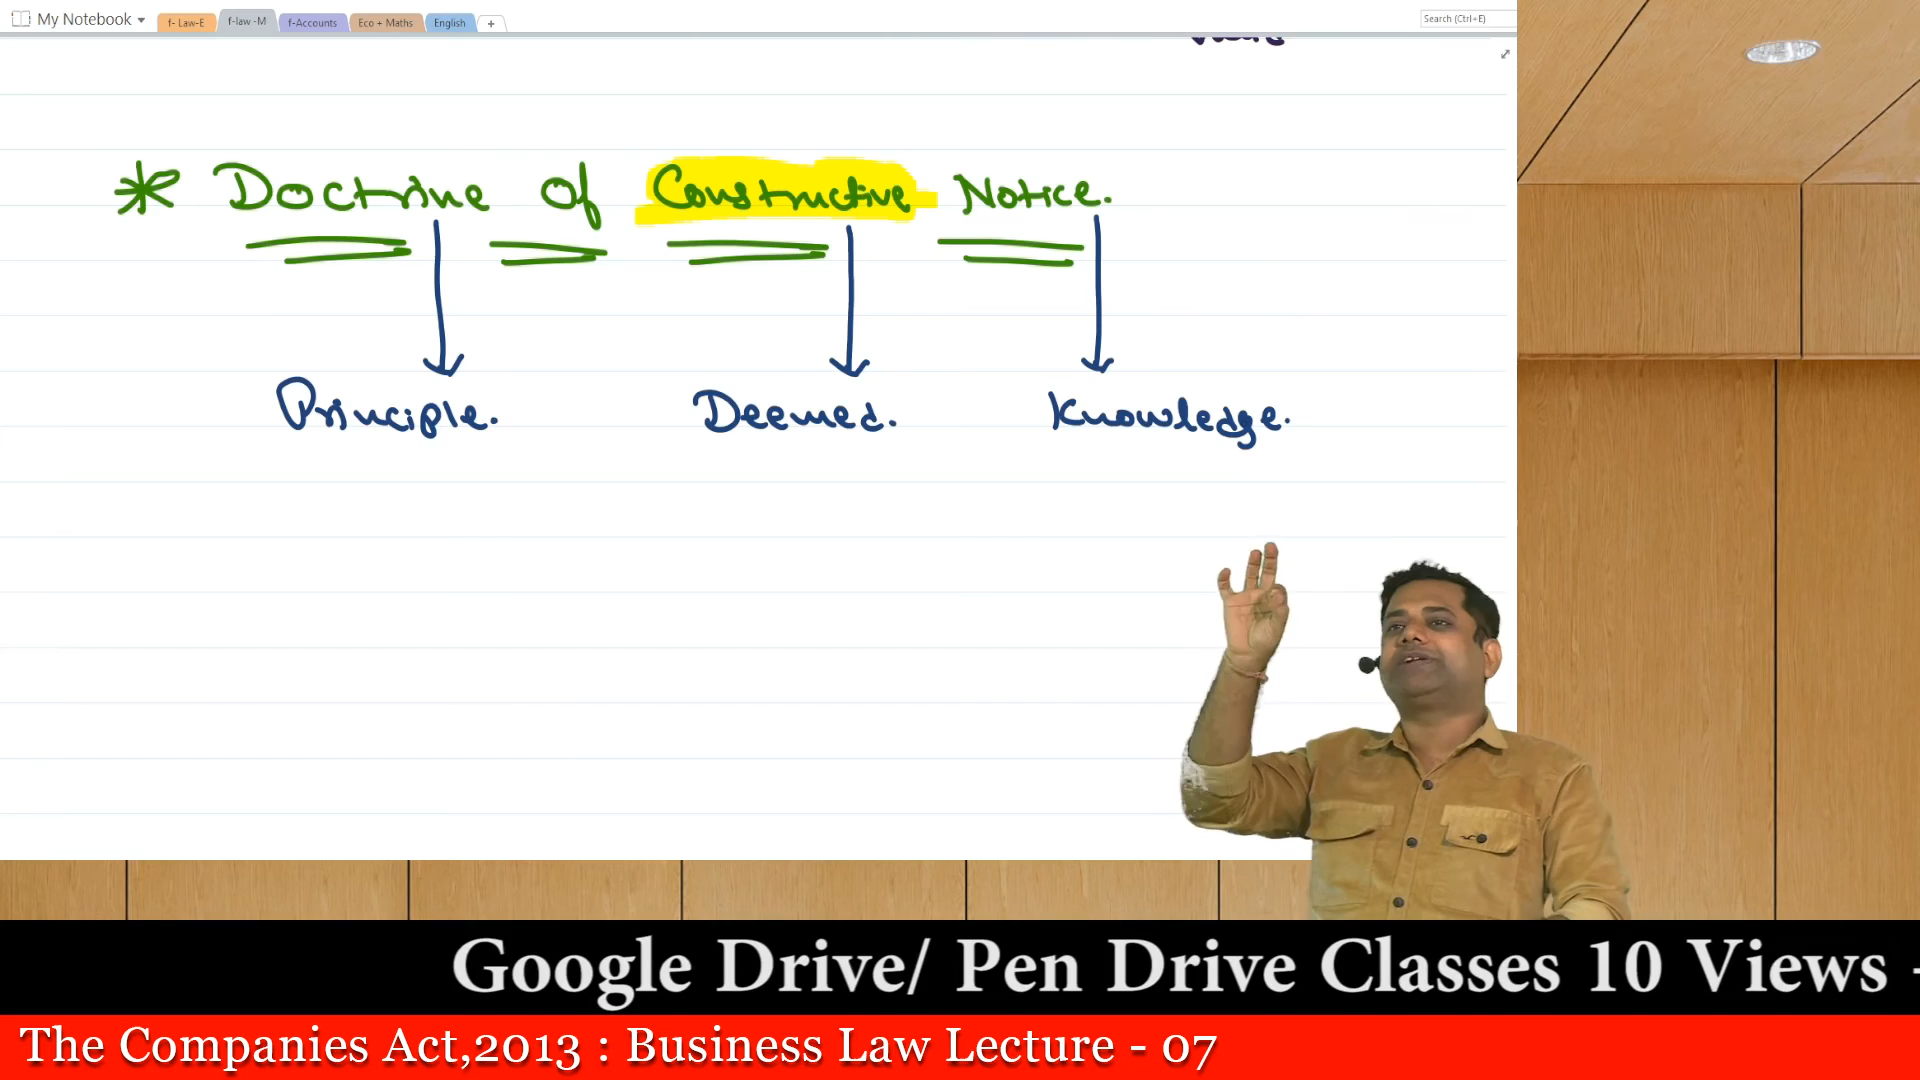 My Notebook
f- Law-E
f-law -M
f-Accounts
Eco + Maths
English
+
Search (Ctrl+E)
* Doctrine Of Constructive Notice.
Principle. Deemed. Knowledge.
Google Drive/ Pen Drive Classes 10 Views -
The Companies Act,2013 : Business Law Lecture - 07